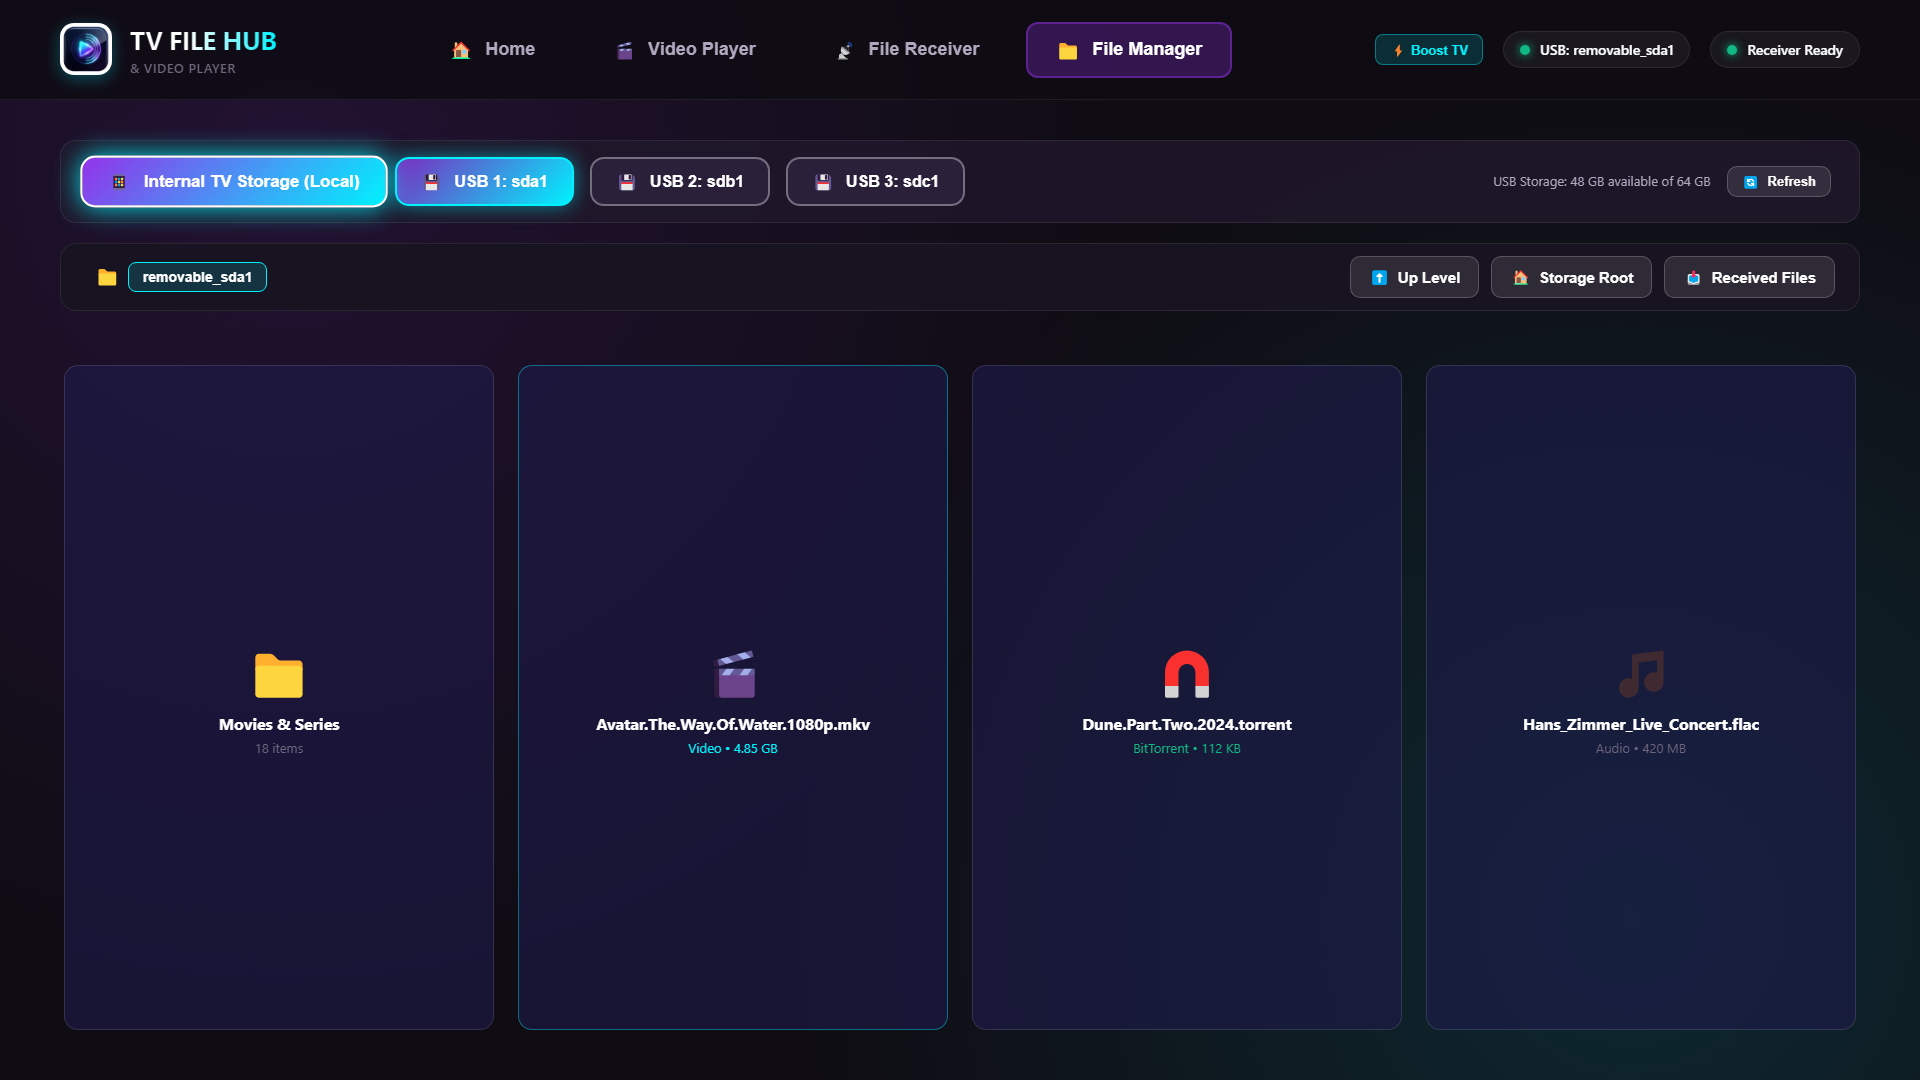 TV FILE HUB
& VIDEO PLAYER
Home
Video Player
File Receiver
File Manager
Boost TV
USB: removable_sda1
Receiver Ready
Internal TV Storage (Local)
USB 1: sda1
USB 2: sdb1
USB 3: sdc1
USB Storage: 48 GB available of 64 GB
Refresh
removable_sda1
Up Level
Storage Root
Received Files
Movies & Series
18 items
Avatar.The.Way.Of.Water.1080p.mkv
Video • 4.85 GB
Dune.Part.Two.2024.torrent
BitTorrent • 112 KB
Hans_Zimmer_Live_Concert.flac
Audio • 420 MB